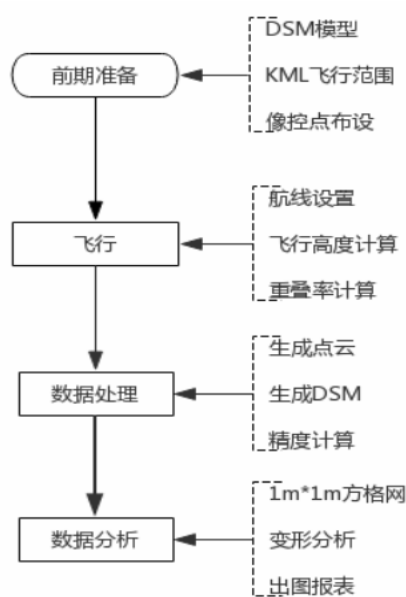 DSM模型
前期准备
KML飞行范围
像控点布设
航线设置
飞行
飞行高度计算
重叠率计算
生成点云
数据处理
生成DSM
精度计算
1m*1m方格网
数据分析
变形分析
出图报表